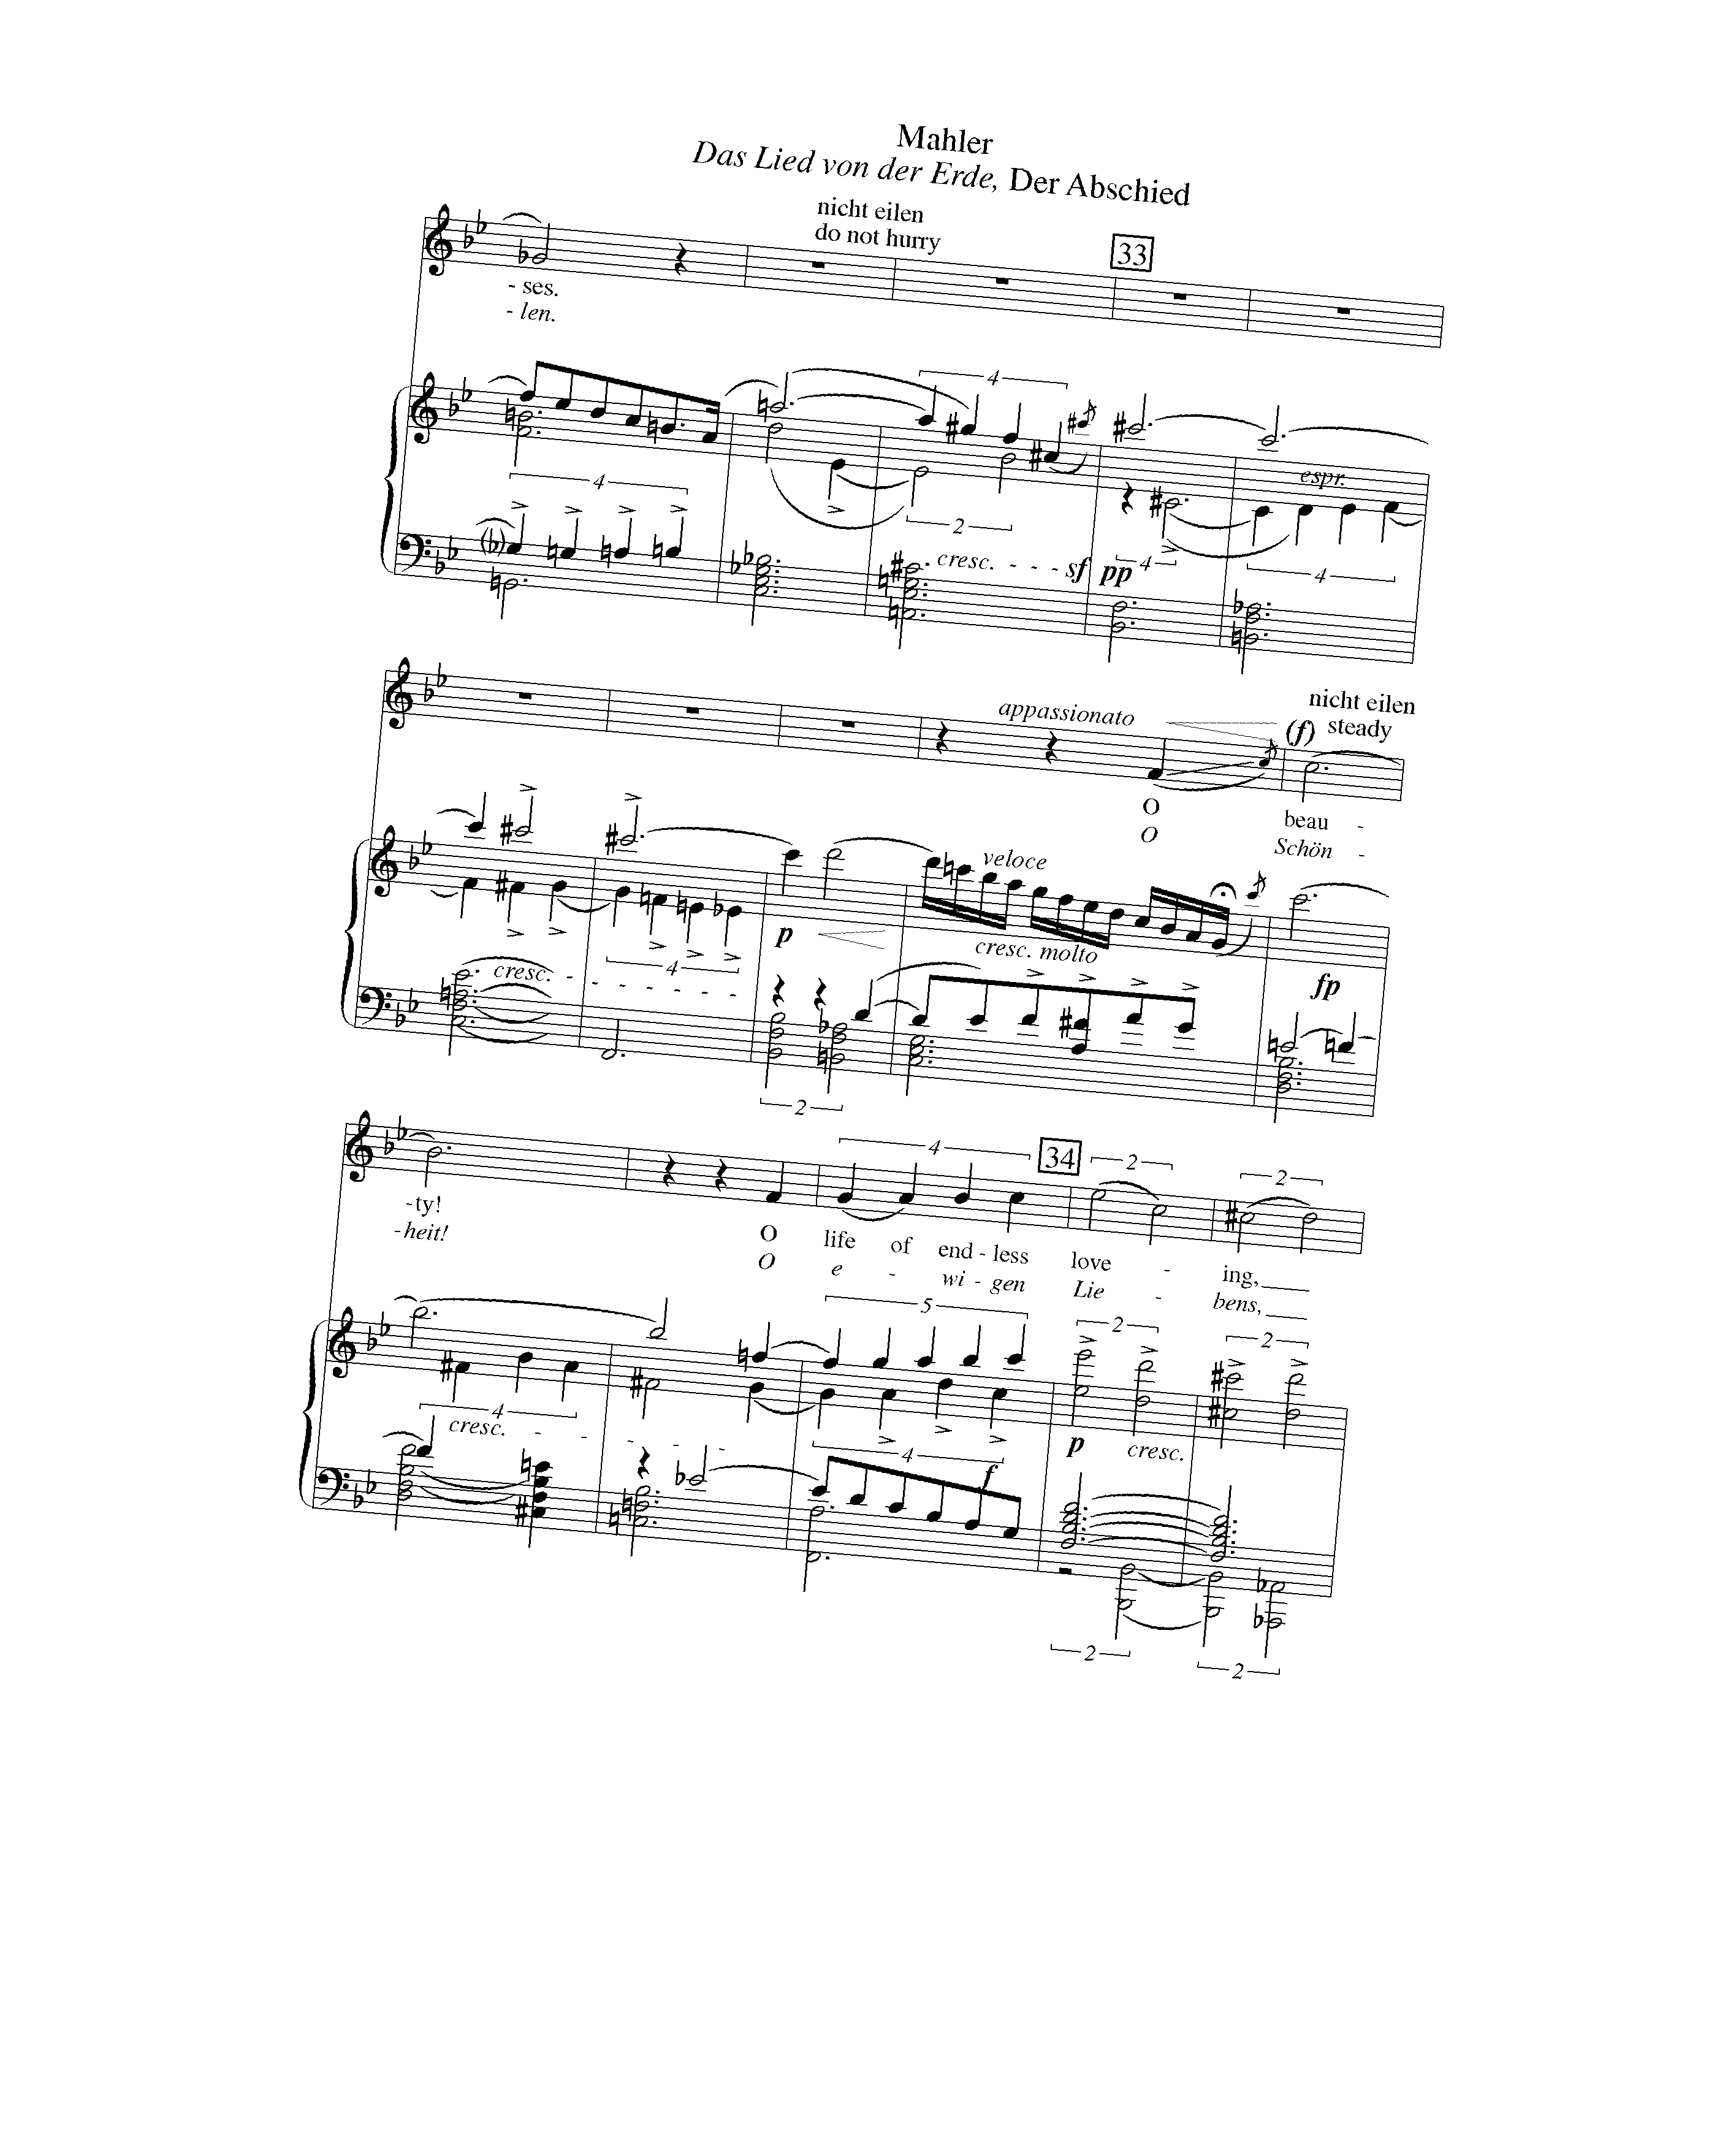 Mahler
Das Lied von der Erde, Der Abschied
nicht eilen
do not hurry
33
- ses.
- len.
4
4
espr.
2
cresc. - - - sf pp
4
4
nicht eilen
appassionato (f) steady
O beau -
O Schön -
veloce
p
cresc. molto
4
cresc. - - - - - - -
fp
2
4 34 2 2
-ty! O life of end - less love - ing,
-heit! O e - wi - gen Lie - bens,
5 2 2
4
cresc. - - - - -
4
f
p cresc.
2 2